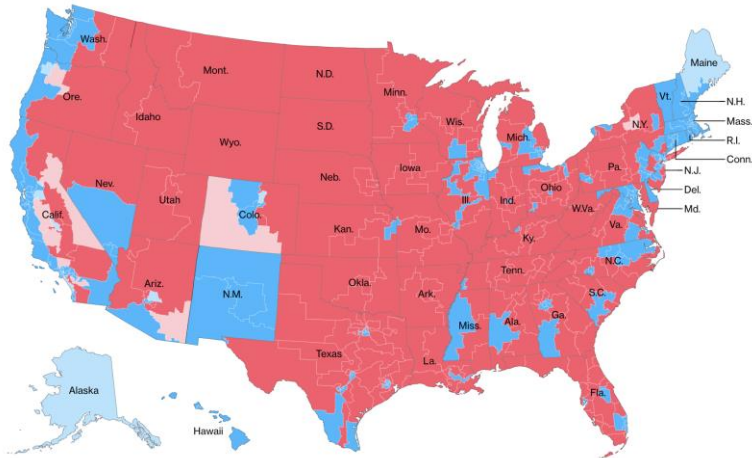 Wash.
Mont.
N.D.
Minn.
Maine
Vt.
N.H.
Ore.
Idaho
S.D.
Wis.
Mich.
N.Y.
Mass.
R.I.
Wyo.
Iowa
Pa.
Conn.
N.J.
Nev.
Utah
Neb.
Ill.
Ind.
Ohio
Del.
Calif.
Colo.
Kan.
Mo.
W.Va.
Va.
Md.
Ky.
Ariz.
N.M.
Okla.
Ark.
Tenn.
N.C.
S.C.
Texas
La.
Miss.
Ala.
Ga.
Alaska
Hawaii
Fla.